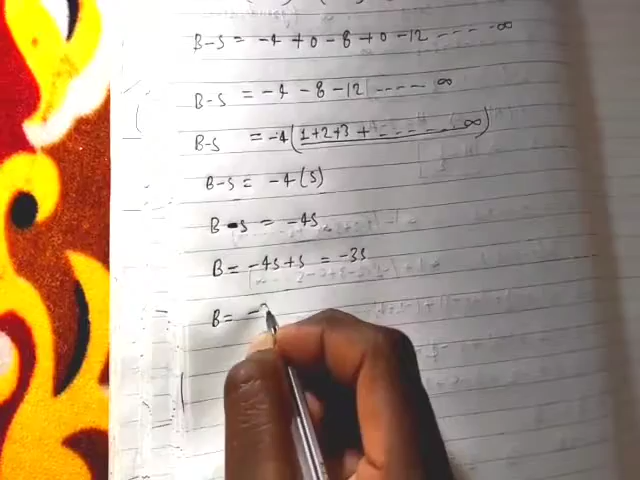 B-S = -4 + 0 - 8 + 0 - 12 ---- -∞
B-S = -4 - 8 - 12 ---- ∞
B-S = -4(1+2+3+ ------- ∞)
B-S = -4(S)
B-S = -4S
B = -4S+S = -3S
B = -